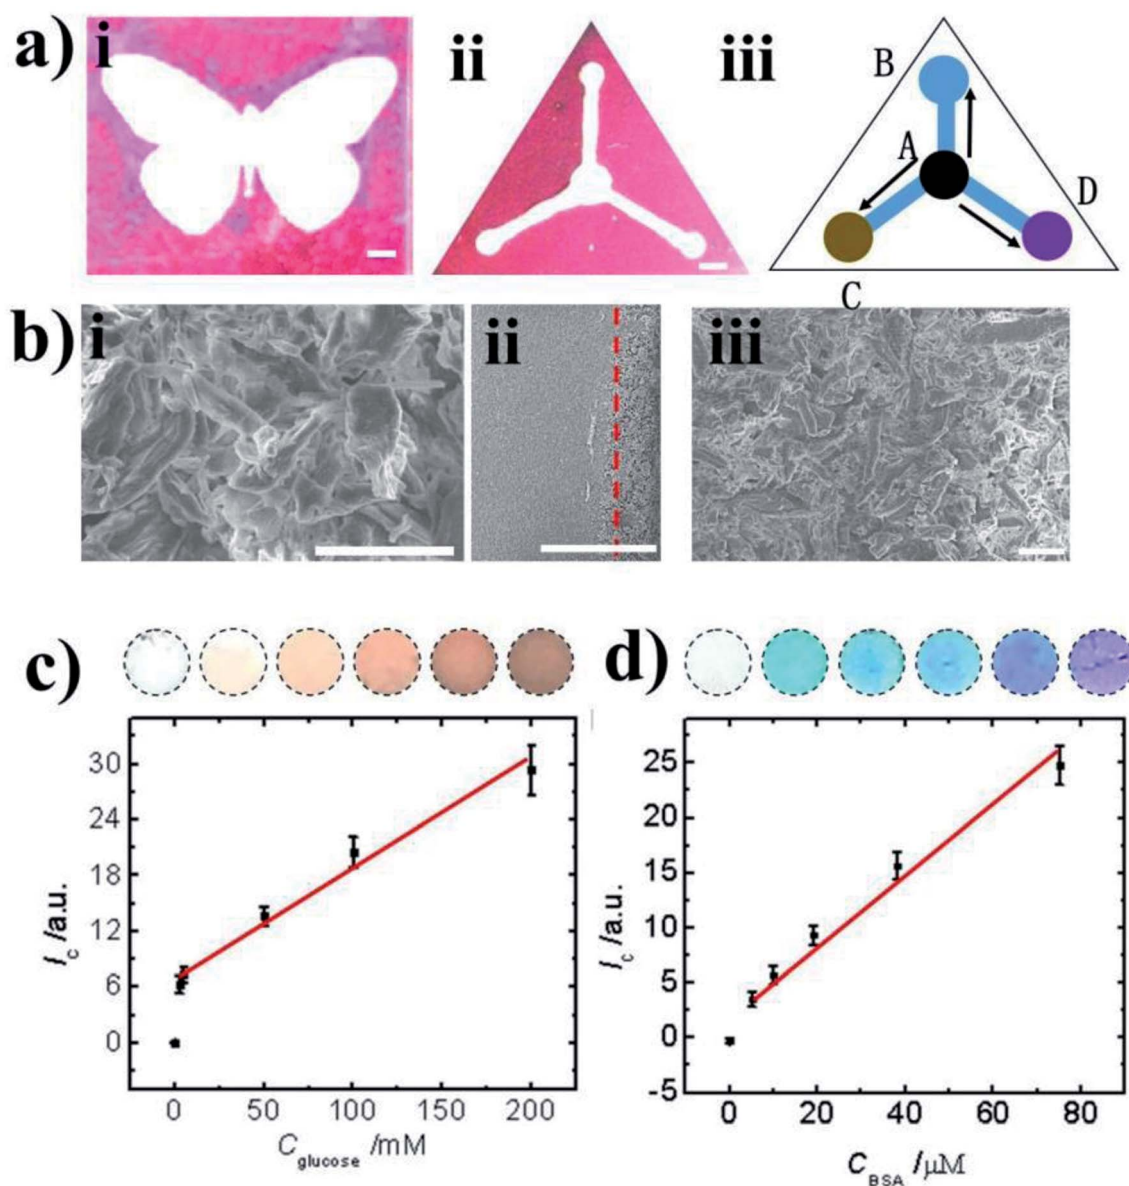 a) i ii iii
B
A
D
C
b) i ii iii
c) d)
30
24
18
12
6
0
I_c /a.u.
0 50 100 150 200
C_glucose /mM
25
20
15
10
5
0
-5
I_c /a.u.
0 20 40 60 80
C_BSA /μM